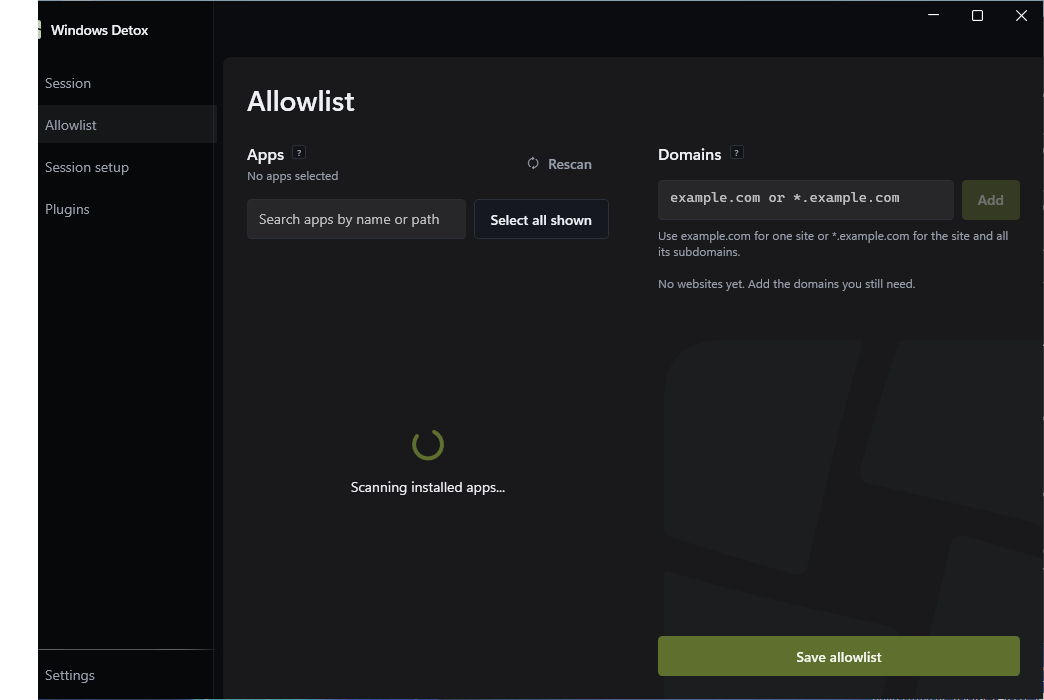 Windows Detox
Session
Allowlist
Session setup
Plugins
Settings
Allowlist
Apps ?
No apps selected
Rescan
Search apps by name or path
Select all shown
Scanning installed apps...
Domains ?
example.com or *.example.com
Add
Use example.com for one site or *.example.com for the site and all
its subdomains.
No websites yet. Add the domains you still need.
Save allowlist